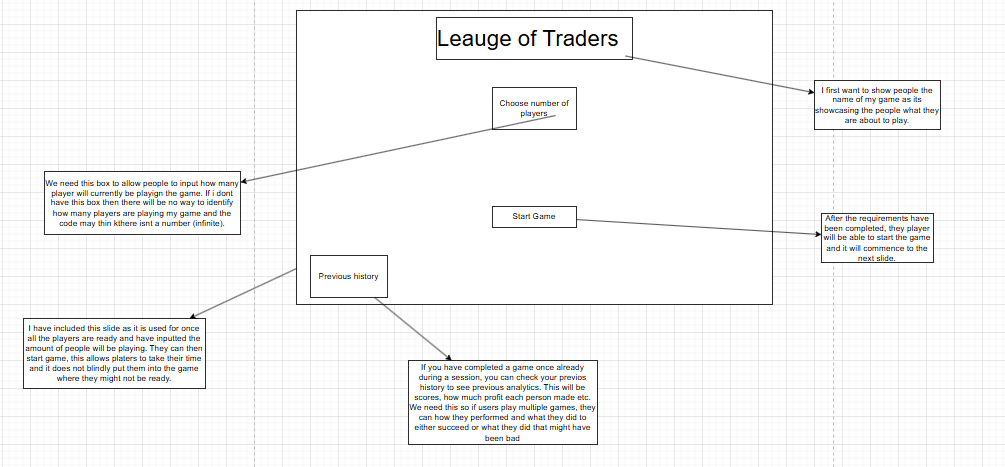 Leauge of Traders
Choose number of
players
I first want to show people the
name of my game as its
showcasing the people what they
are about to play.
We need this box to allow people to input how many
player will currently be playign the game. If i dont
have this box then there will be no way to identify
how many players are playing my game and the
code may thin kthere isnt a number (infinite).
Start Game
After the requirements have
been completed, they player
will be able to start the game
and it will commence to the
next slide.
Previous history
I have included this slide as it is used for once
all the players are ready and have inputted the
amount of people will be playing. They can then
start game, this allows platers to take their time
and it does not blindly put them into the game
where they might not be ready.
If you have completed a game once already
during a session, you can check your previos
history to see previous analytics. This will be
scores, how much profit each person made etc.
We need this so if users play multiple games, they
can how they performed and what they did to
either succeed or what they did that might have
been bad